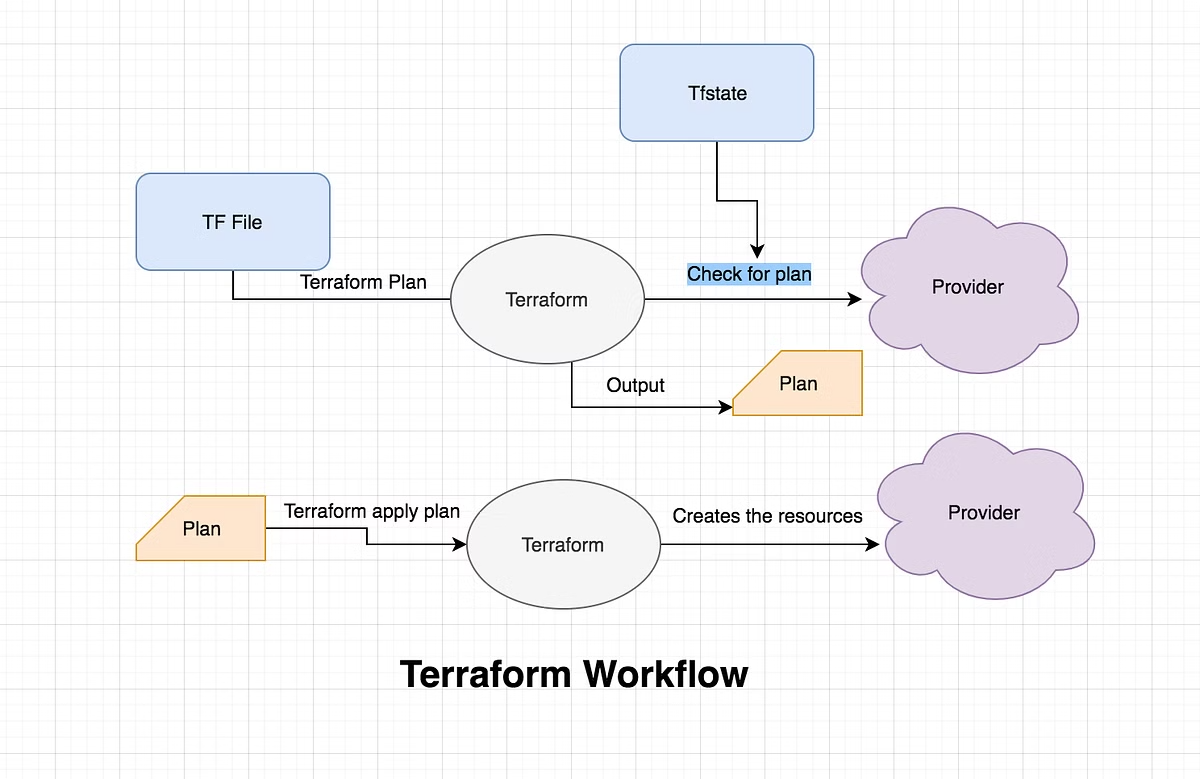 Tfstate
TF File
Terraform Plan
Check for plan
Terraform
Provider
Output
Plan
Plan
Terraform apply plan
Terraform
Creates the resources
Provider
Terraform Workflow